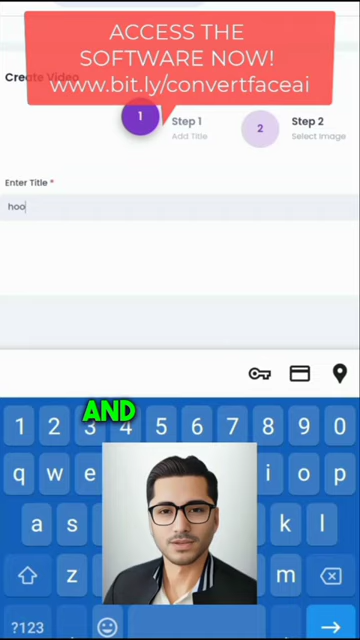 ACCESS THE
SOFTWARE NOW!
www.bit.ly/convertfaceai
Create Video
1
Step 1
Add Title
2
Step 2
Select Image
Enter Title *
hoo
AND
1 2 3 4 5 6 7 8 9 0
q w e i o p
a s k l
z m
?123